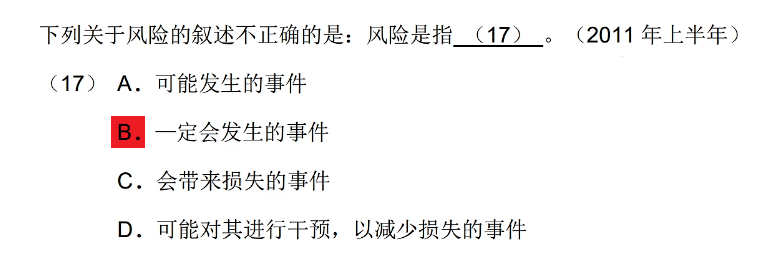 下列关于风险的叙述不正确的是：风险是指 （17） 。（2011 年上半年）
（17） A．可能发生的事件
B．一定会发生的事件
C．会带来损失的事件
D．可能对其进行干预，以减少损失的事件